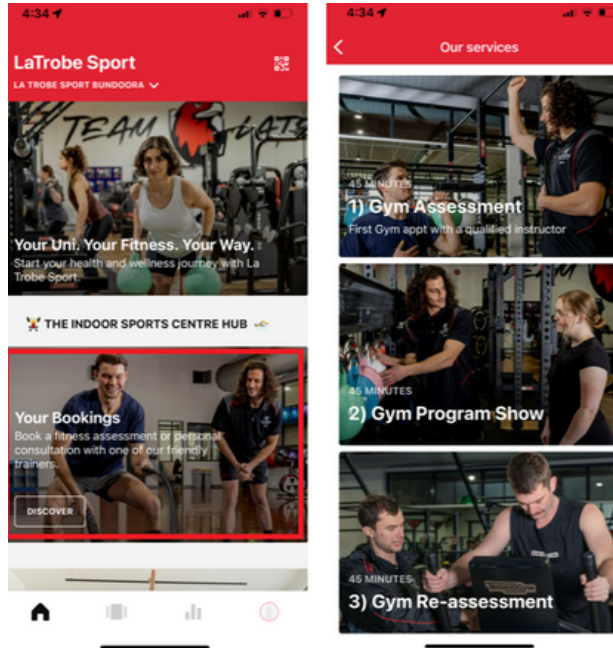 4:34
LaTrobe Sport
LA TROBE SPORT BUNDOORA
TEAM
Your Uni. Your Fitness. Your Way.
Start your health and wellness journey with La
Trobe Sport.
THE INDOOR SPORTS CENTRE HUB
Your Bookings
Book a fitness assessment or personal
consultation with one of our friendly
trainers.
DISCOVER
4:34
Our services
45 MINUTES
1) Gym Assessment
First Gym appt with a qualified instructor
45 MINUTES
2) Gym Program Show
45 MINUTES
3) Gym Re-assessment